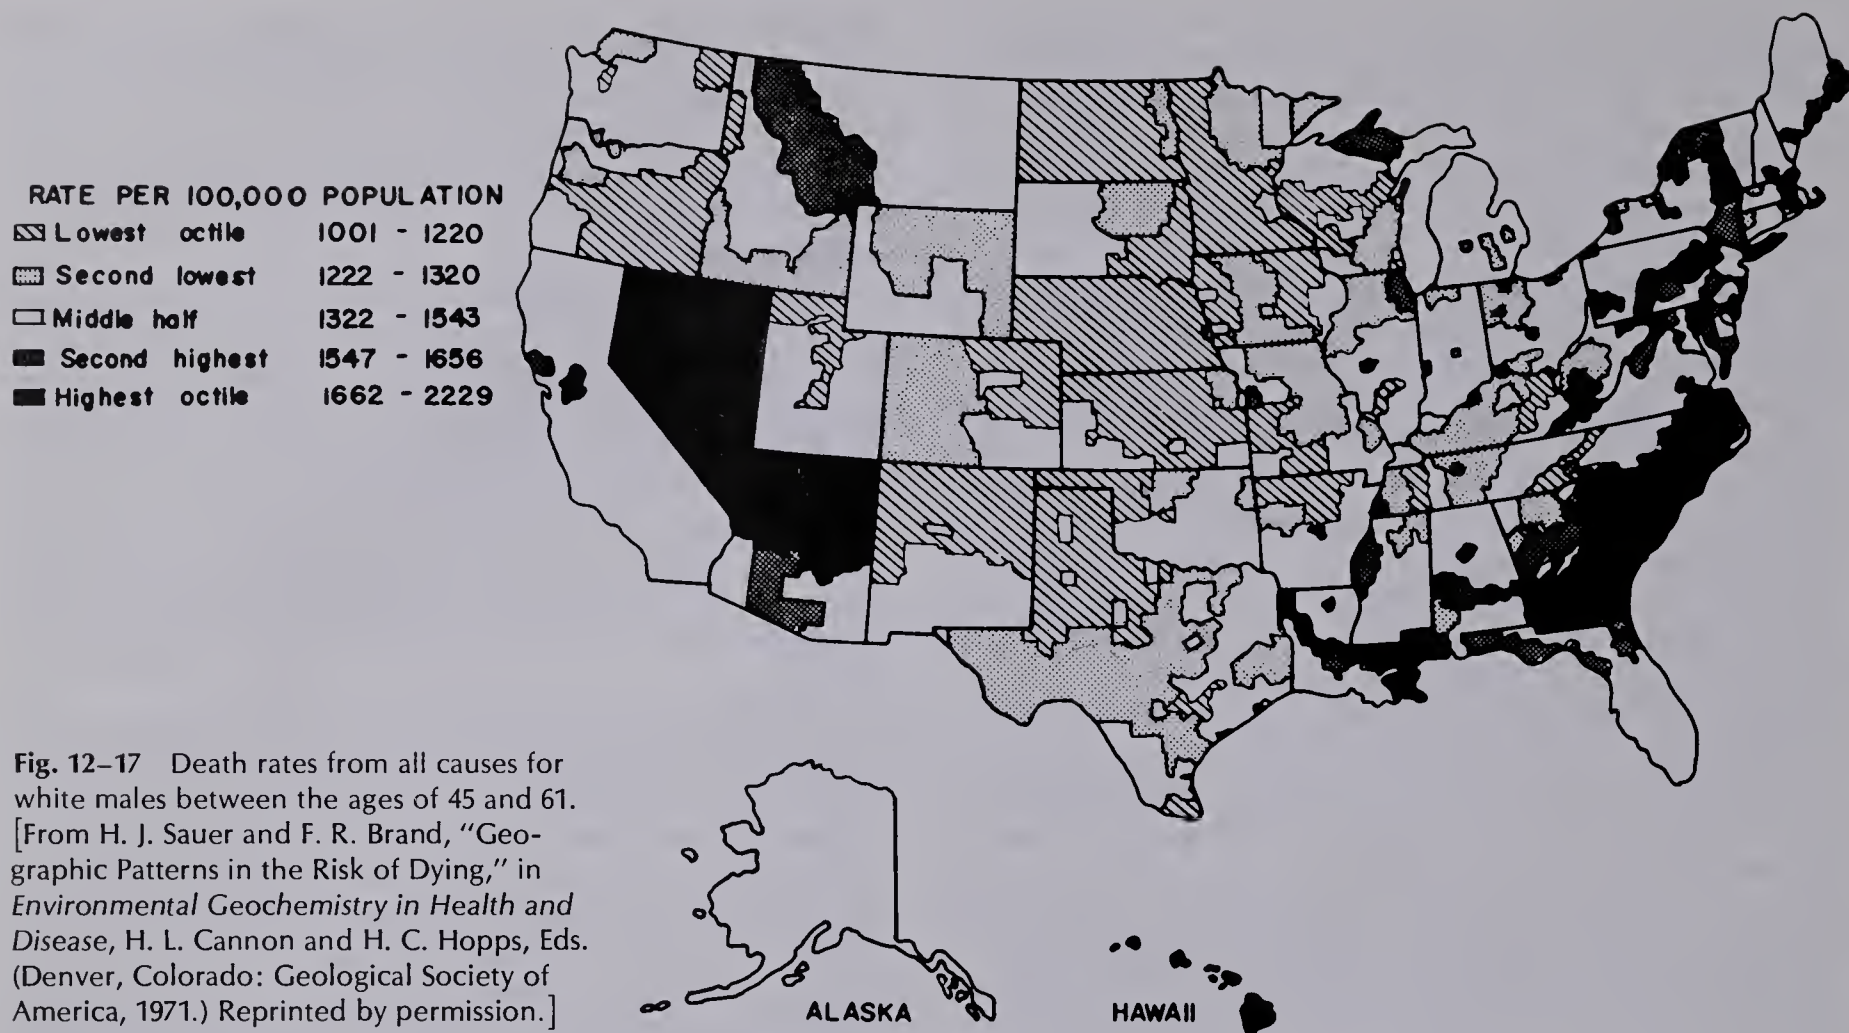 RATE PER 100,000 POPULATION
Lowest octile 1001 - 1220
Second lowest 1222 - 1320
Middle half 1322 - 1543
Second highest 1547 - 1656
Highest octile 1662 - 2229
Fig. 12–17 Death rates from all causes for
white males between the ages of 45 and 61.
[From H. J. Sauer and F. R. Brand, “Geo-
graphic Patterns in the Risk of Dying,” in
Environmental Geochemistry in Health and
Disease, H. L. Cannon and H. C. Hopps, Eds.
(Denver, Colorado: Geological Society of
America, 1971.) Reprinted by permission.]
ALASKA
HAWAII